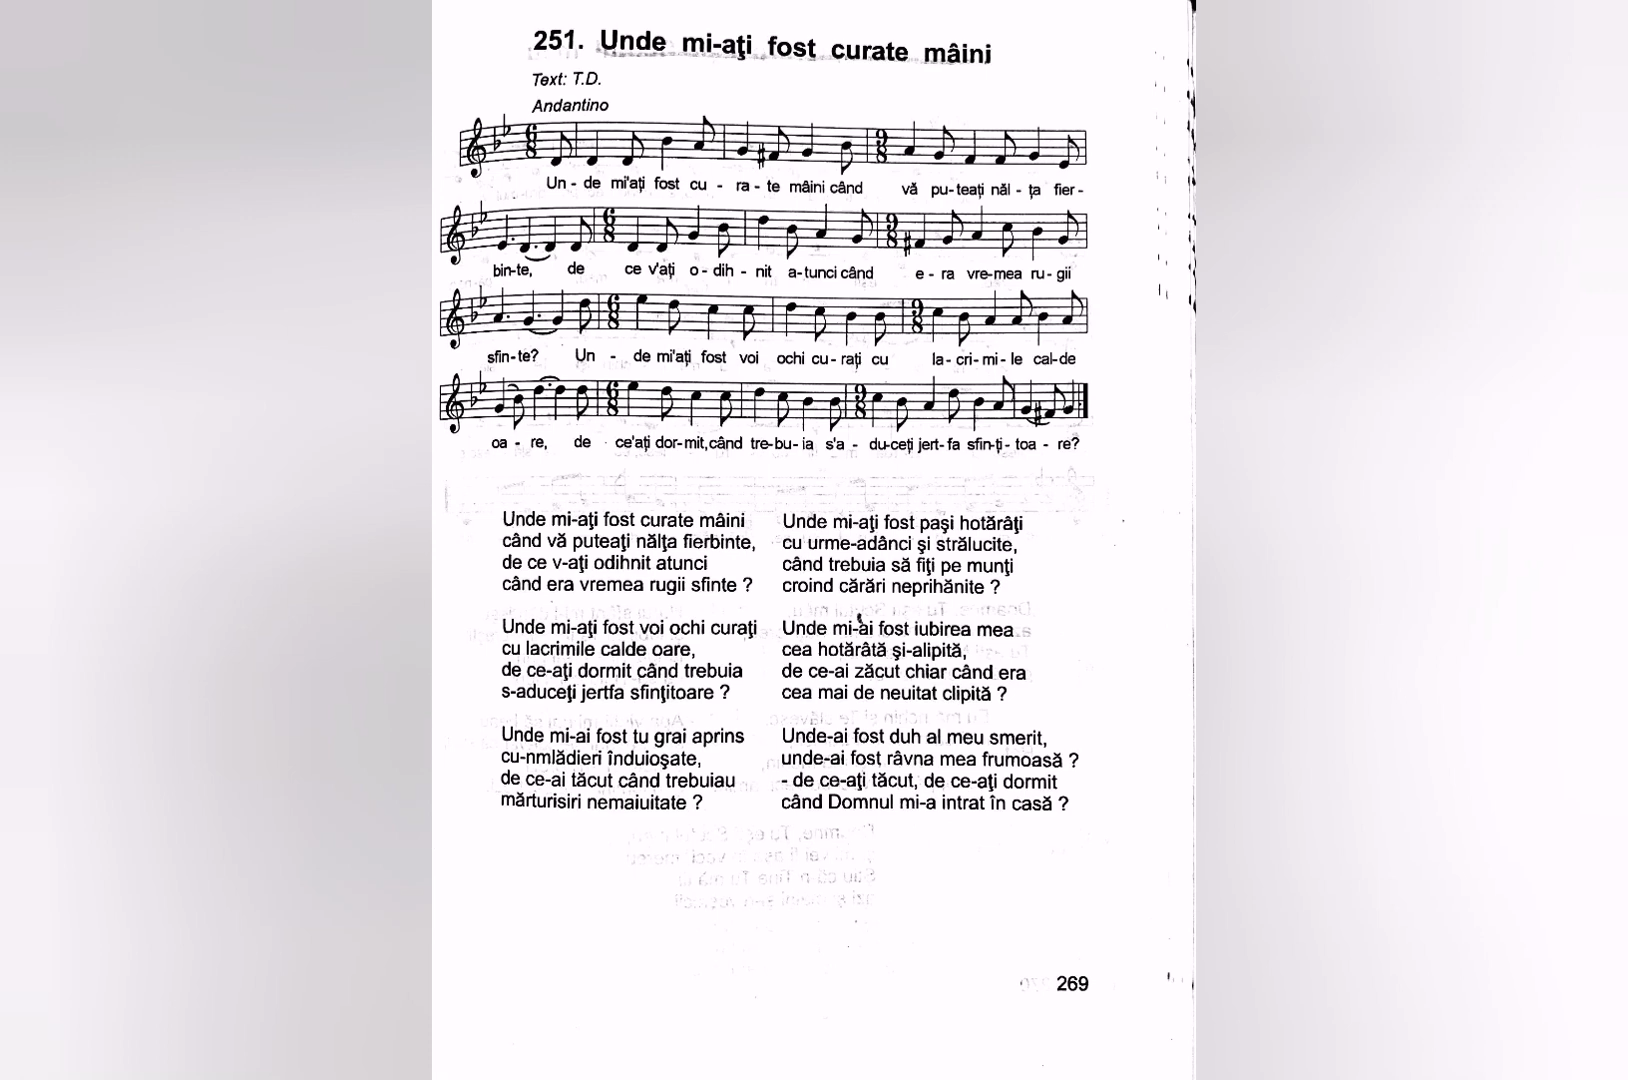 251. Unde mi-aţi fost curate mâini
Text: T.D.
Andantino
Un - de mi'aţi fost cu - ra - te mâini când vă pu-teaţi năl - ţa fier-
bin-te, de ce v'aţi o - dih - nit a-tunci când e - ra vre-mea ru - gii
sfin-te? Un - de mi'aţi fost voi ochi cu-raţi cu la-cri-mi-le cal-de
oa - re, de ce'aţi dor-mit,când tre-bu-ia s'a - du-ceţi jert-fa sfin-ţi-toa - re?
Unde mi-aţi fost curate mâini
când vă puteaţi nălţa fierbinte,
de ce v-aţi odihnit atunci
când era vremea rugii sfinte ?
Unde mi-aţi fost voi ochi curaţi
cu lacrimile calde oare,
de ce-aţi dormit când trebuia
s-aduceţi jertfa sfinţitoare ?
Unde mi-ai fost tu grai aprins
cu-nmlădieri înduioşate,
de ce-ai tăcut când trebuiau
mărturisiri nemaiuitate ?
Unde mi-aţi fost paşi hotărâţi
cu urme-adânci şi strălucite,
când trebuia să fiţi pe munţi
croind cărări neprihănite ?
Unde mi-ai fost iubirea mea
cea hotărâtă şi-alipită,
de ce-ai zăcut chiar când era
cea mai de neuitat clipită ?
Unde-ai fost duh al meu smerit,
unde-ai fost râvna mea frumoasă ?
- de ce-aţi tăcut, de ce-aţi dormit
când Domnul mi-a intrat în casă ?
269